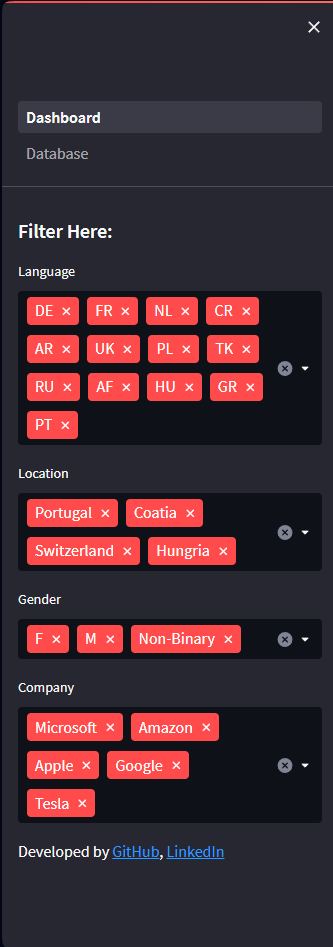 Dashboard
Database
Filter Here:
Language
DE FR NL CR
AR UK PL TK
RU AF HU GR
PT
Location
Portugal Coatia
Switzerland Hungria
Gender
F M Non-Binary
Company
Microsoft Amazon
Apple Google
Tesla
Developed by GitHub, LinkedIn